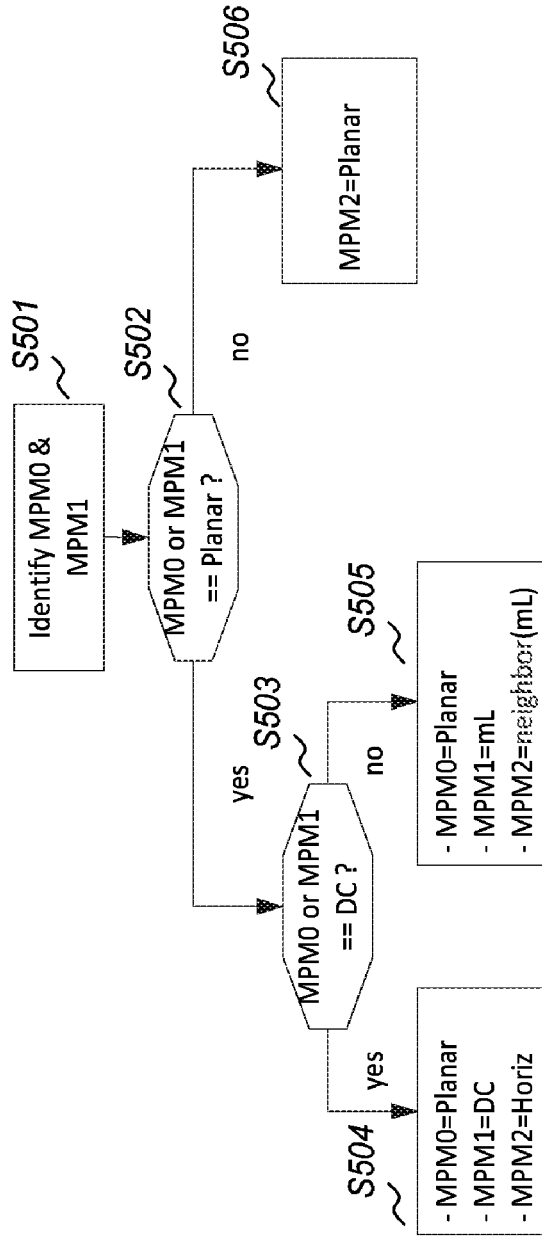 S501
Identify MPM0 &
MPM1
S502
MPM0 or MPM1
== Planar ?
yes
no
S503
MPM0 or MPM1
== DC ?
S506
MPM2=Planar
yes
no
S504
- MPM0=Planar
- MPM1=DC
- MPM2=Horiz
S505
- MPM0=Planar
- MPM1=mL
- MPM2=neighbor(mL)